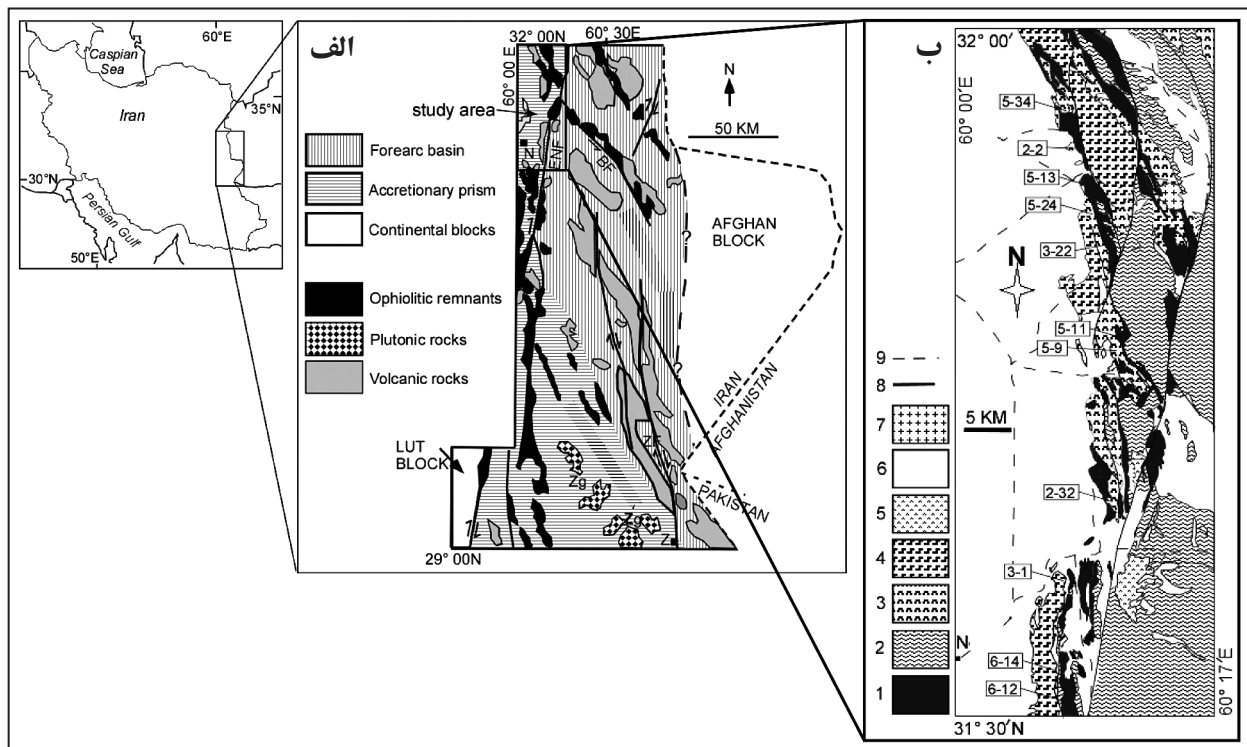 60°E
Caspian
Sea
35°N
Iran
30°N
Persian Gulf
50°E
الف
32° 00N
60° 30E
60° 00 E
N
50 KM
study area
N
ENF
BF
Forearc basin
Accretionary prism
Continental blocks
Ophiolitic remnants
Plutonic rocks
Volcanic rocks
AFGHAN
BLOCK
?
?
IRAN
AFGHANISTAN
PAKISTAN
LUT
BLOCK
ZF
Zg
Zg
Z
29° 00N
ب
32° 00′
60° 00′E
5-34
2-2
5-13
5-24
3-22
N
5-11
5-9
9
8
7
5 KM
6
5
4
3
2
1
2-32
3-1
N
6-14
6-12
31° 30′N
60° 17′E